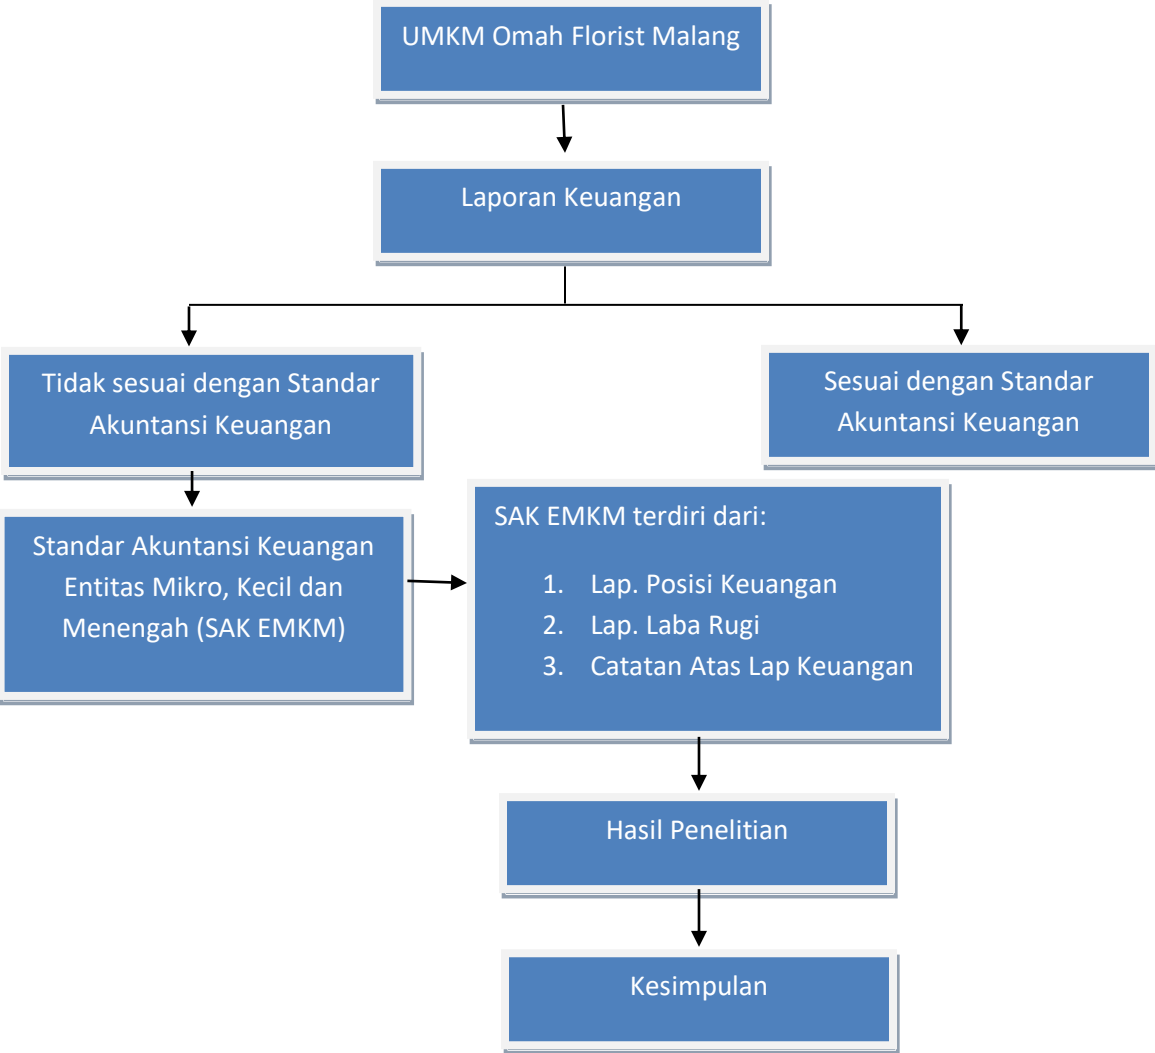 UMKM Omah Florist Malang
Laporan Keuangan
Tidak sesuai dengan Standar
Akuntansi Keuangan
Sesuai dengan Standar
Akuntansi Keuangan
Standar Akuntansi Keuangan
Entitas Mikro, Kecil dan
Menengah (SAK EMKM)
SAK EMKM terdiri dari:
1. Lap. Posisi Keuangan
2. Lap. Laba Rugi
3. Catatan Atas Lap Keuangan
Hasil Penelitian
Kesimpulan